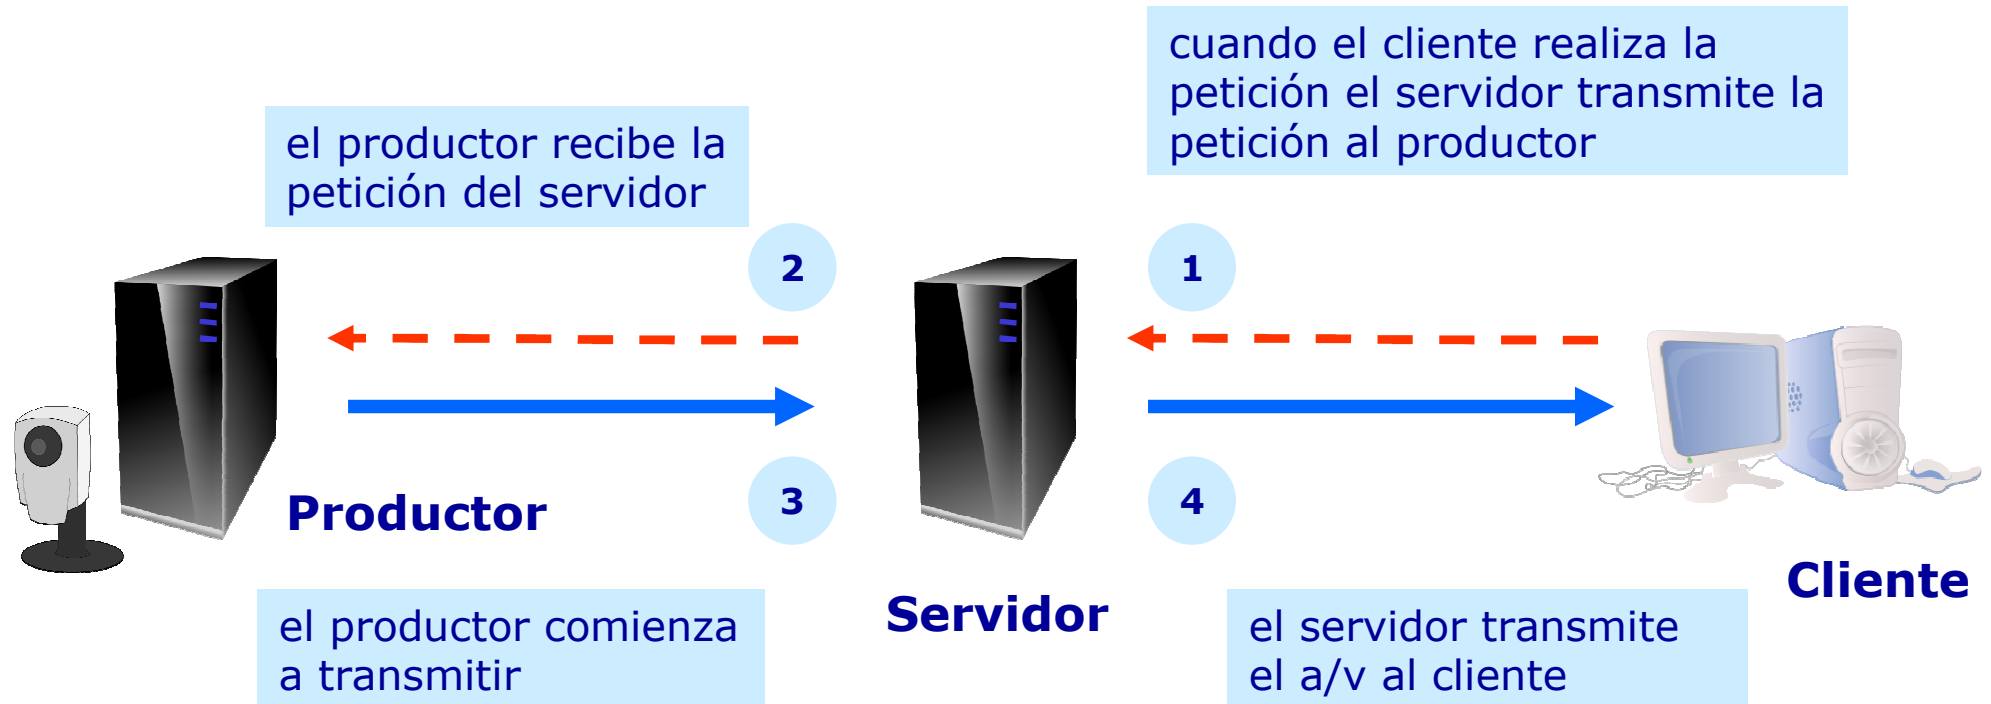 cuando el cliente realiza la
petición el servidor transmite la
petición al productor
el productor recibe la
petición del servidor
2
1
3
4
Productor
Servidor
Cliente
el productor comienza
a transmitir
el servidor transmite
el a/v al cliente